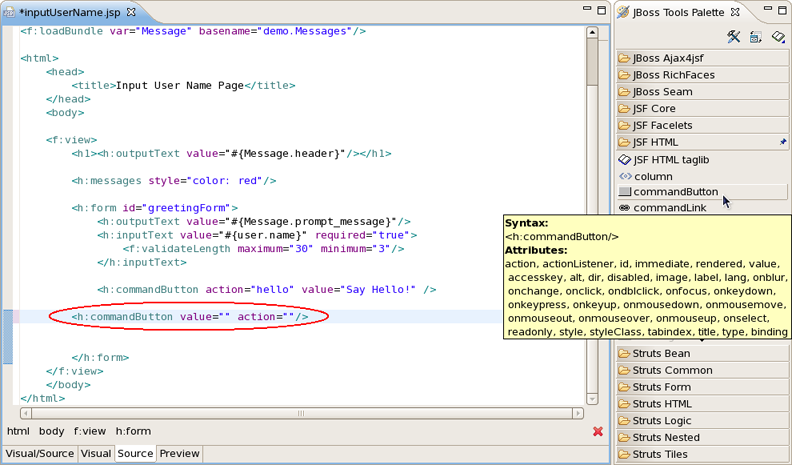 *inputUserName.jsp
<f:loadBundle var="Message" basename="demo.Messages"/>
<html>
<head>
<title>Input User Name Page</title>
</head>
<body>
<f:view>
<h1><h:outputText value="#{Message.header}"/></h1>
<h:messages style="color: red"/>
<h:form id="greetingForm">
<h:outputText value="#{Message.prompt_message}"/>
<h:inputText value="#{user.name}" required="true">
<f:validateLength maximum="30" minimum="3"/>
</h:inputText>
<h:commandButton action="hello" value="Say Hello!" />
<h:commandButton value="" action=""/>
</h:form>
</f:view>
</body>
</html>
html body f:view h:form
Visual/Source Visual Source Preview
JBoss Tools Palette
JBoss Ajax4jsf
JBoss RichFaces
JBoss Seam
JSF Core
JSF Facelets
JSF HTML
JSF HTML taglib
column
commandButton
commandLink
Syntax:
<h:commandButton/>
Attributes:
action, actionListener, id, immediate, rendered, value,
accesskey, alt, dir, disabled, image, label, lang, onblur,
onchange, onclick, ondblclick, onfocus, onkeydown,
onkeypress, onkeyup, onmousedown, onmousemove,
onmouseout, onmouseover, onmouseup, onselect,
readonly, style, styleClass, tabindex, title, type, binding
Struts Bean
Struts Common
Struts Form
Struts HTML
Struts Logic
Struts Nested
Struts Tiles